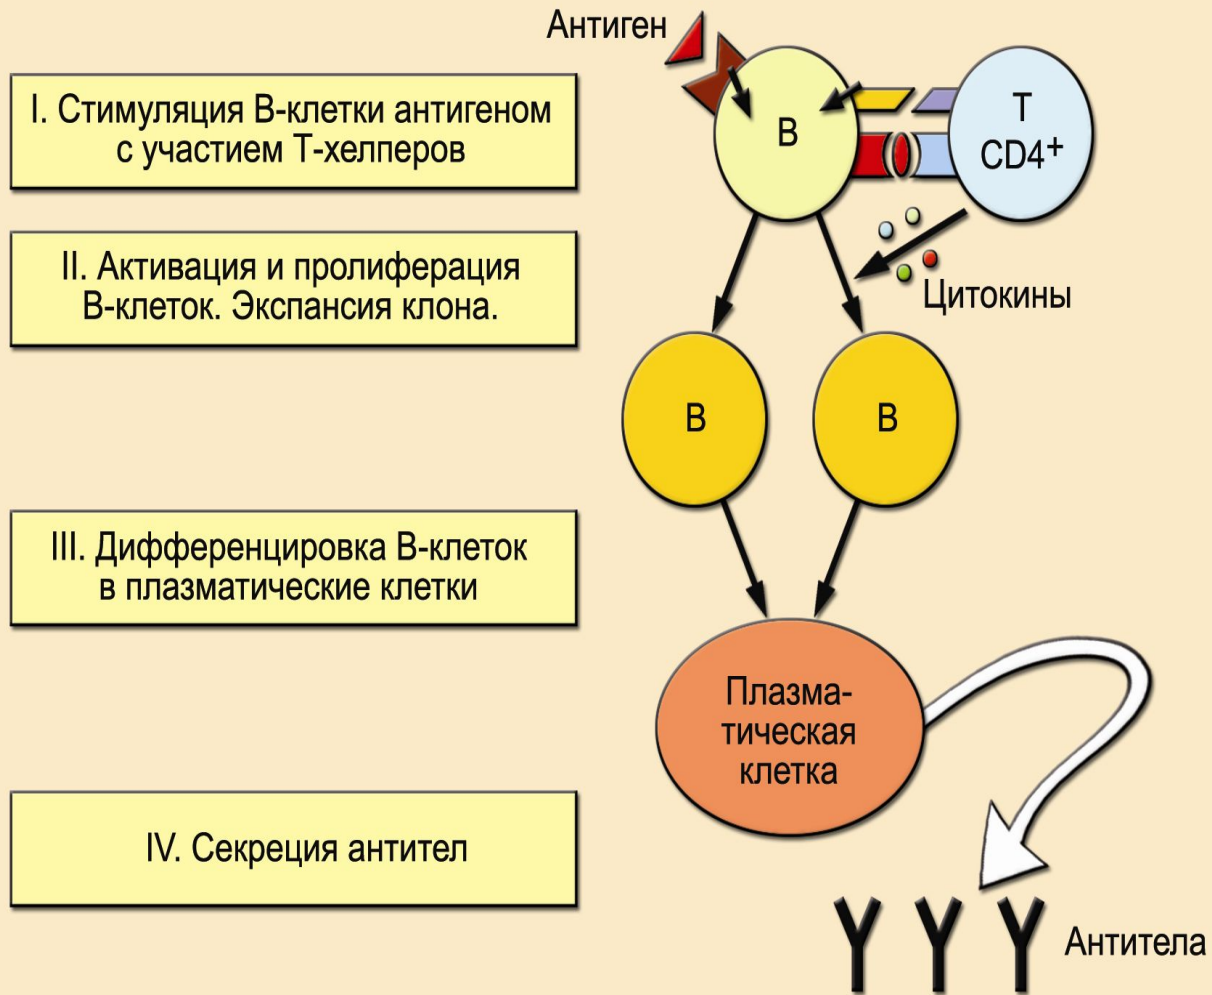 Антиген
I. Стимуляция В-клетки антигеном
с участием Т-хелперов
В
Т
CD4+
II. Активация и пролиферация
В-клеток. Экспансия клона.
Цитокины
В
В
III. Дифференцировка В-клеток
в плазматические клетки
Плазма-
тическая
клетка
IV. Секреция антител
Антитела